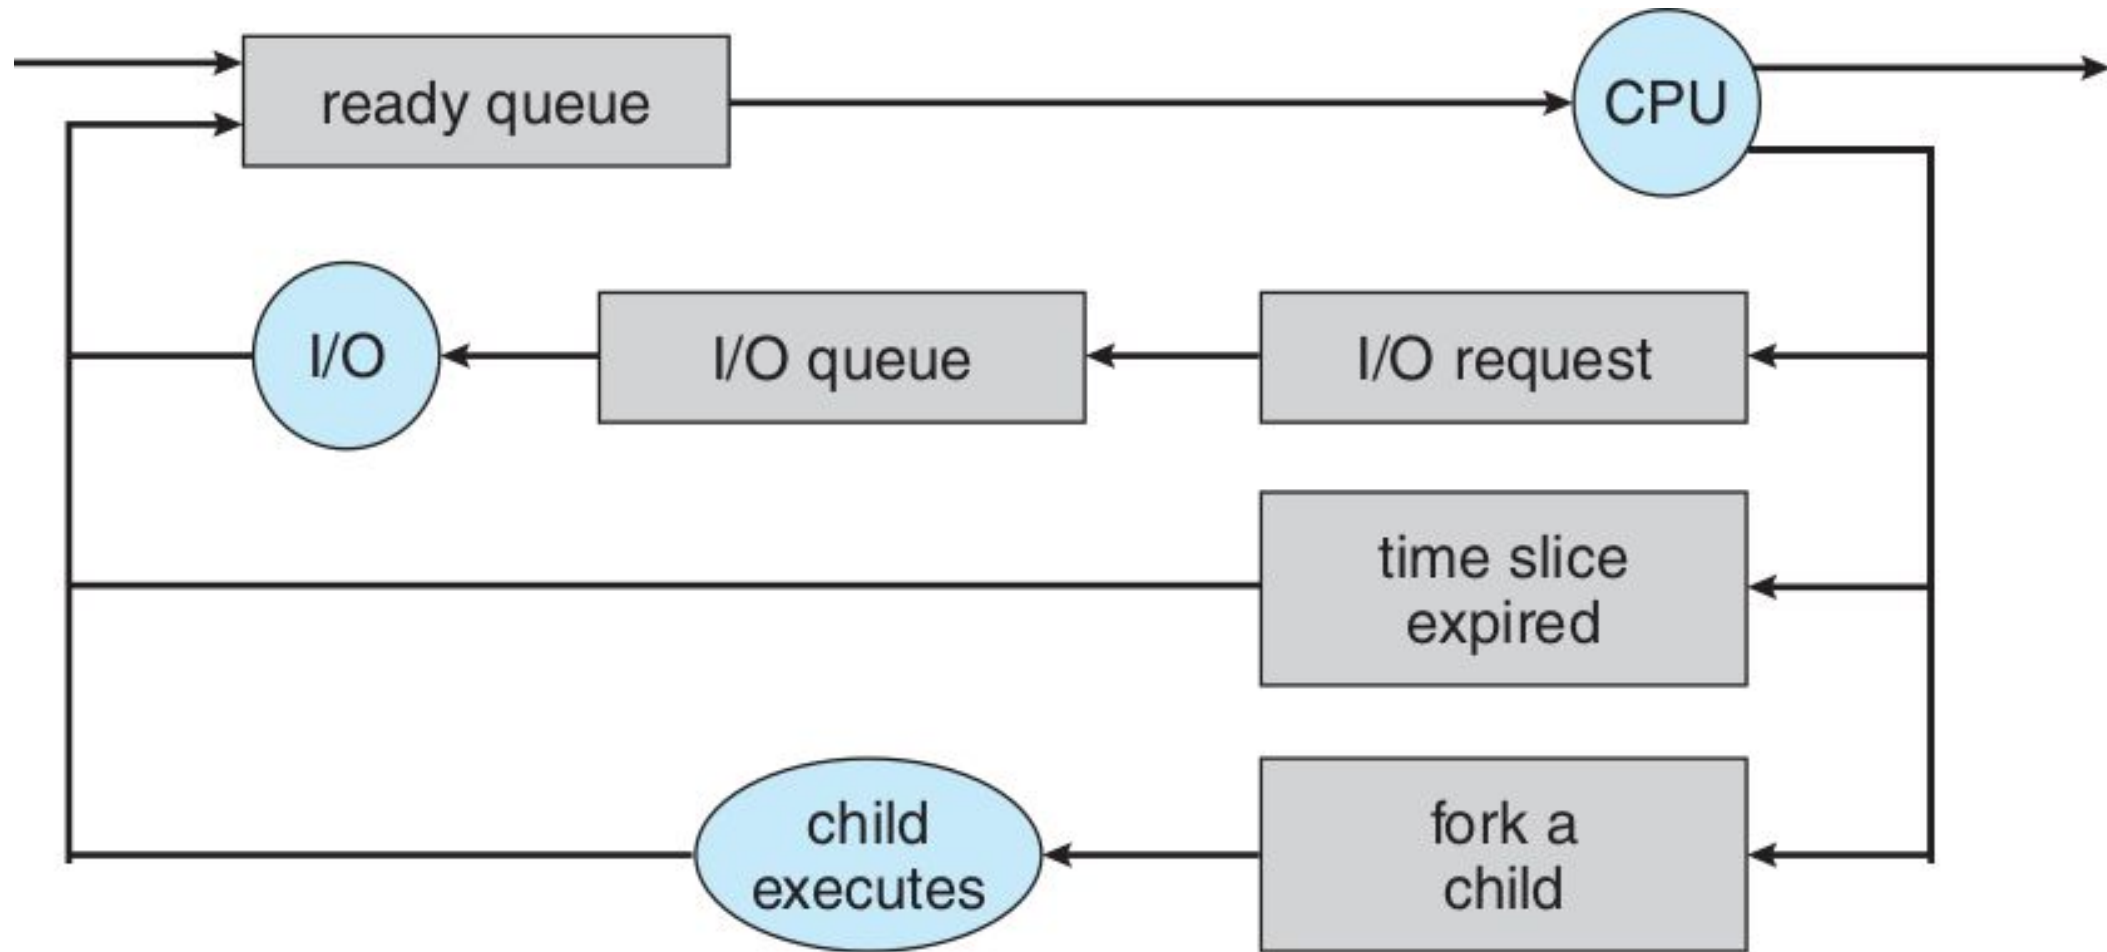 ready queue
CPU
I/O
I/O queue
I/O request
time slice
expired
child
executes
fork a
child